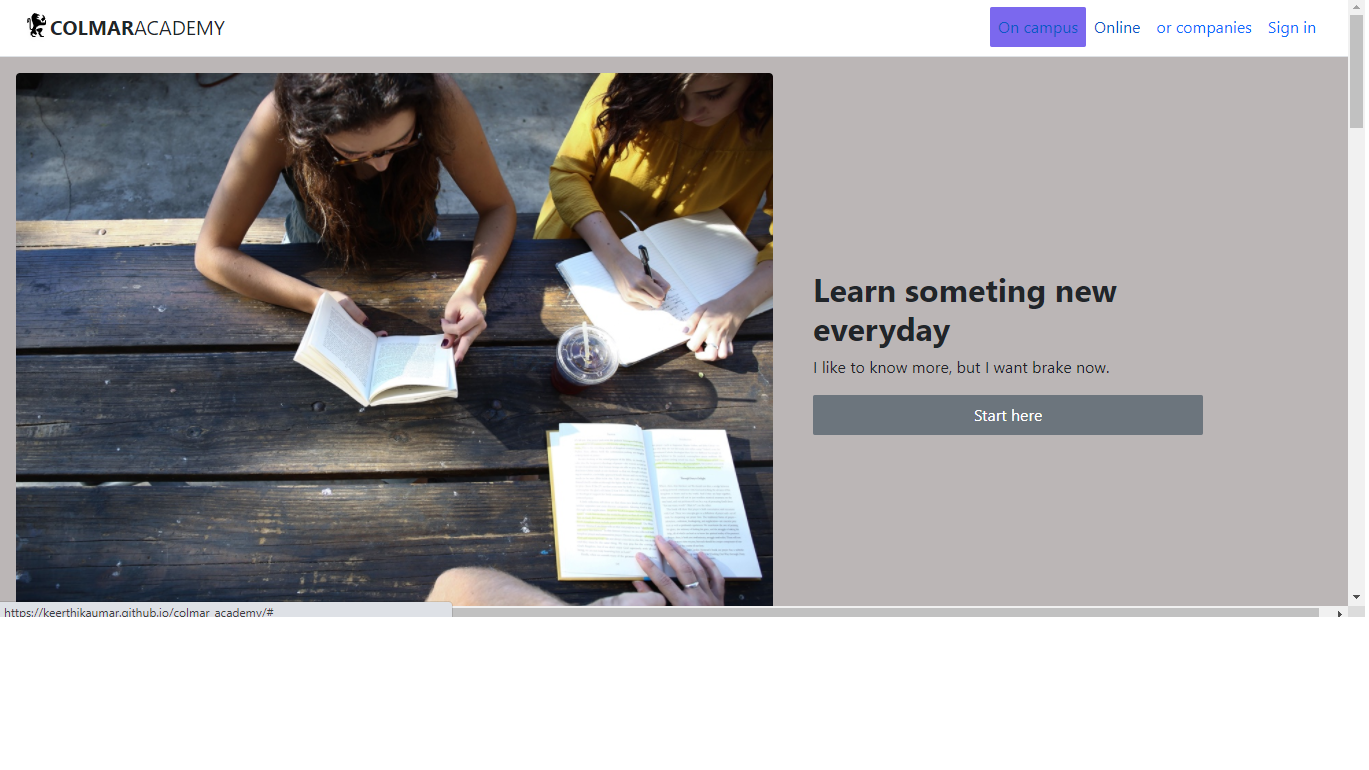 COLMARACADEMY
On campus Online or companies Sign in
Learn someting new
everyday
I like to know more, but I want brake now.
Start here
https://keerthikaumar.github.io/colmar_academy/#